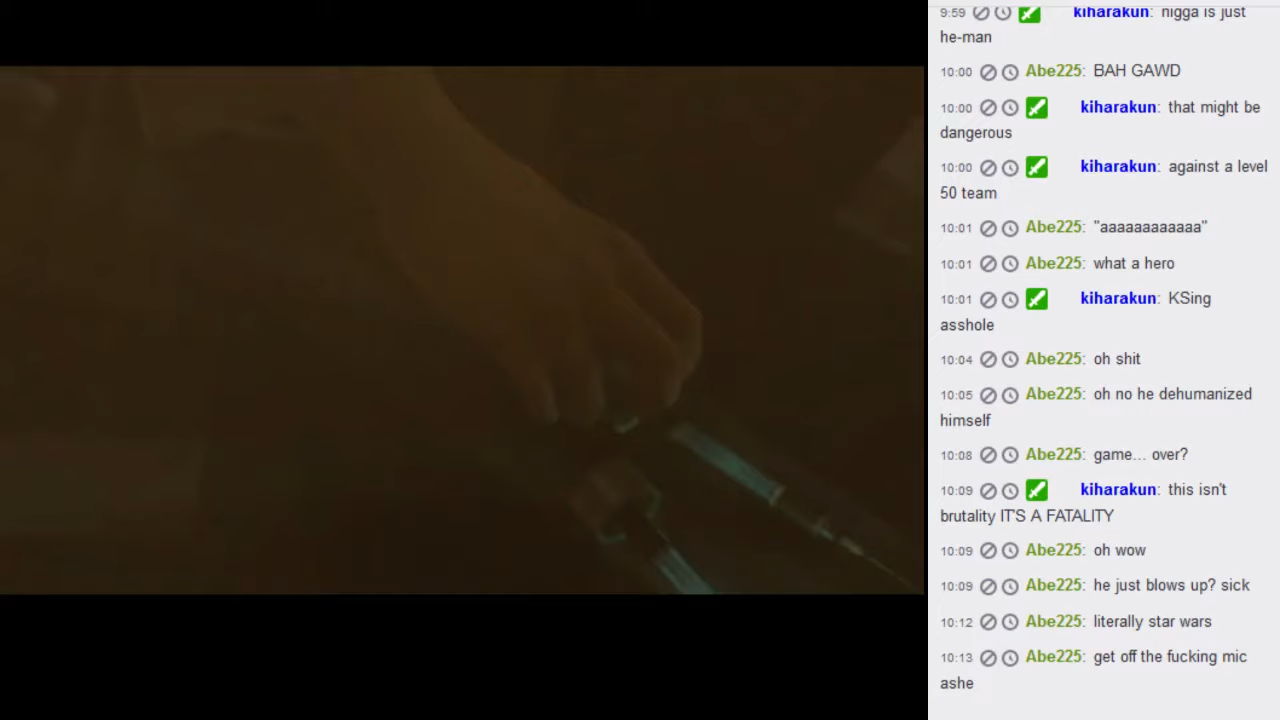 9:59 kiharakun: nigga is just
he-man
10:00 Abe225: BAH GAWD
10:00 kiharakun: that might be
dangerous
10:00 kiharakun: against a level
50 team
10:01 Abe225: "aaaaaaaaaaaa"
10:01 Abe225: what a hero
10:01 kiharakun: KSing
asshole
10:04 Abe225: oh shit
10:05 Abe225: oh no he dehumanized
himself
10:08 Abe225: game... over?
10:09 kiharakun: this isn't
brutality IT'S A FATALITY
10:09 Abe225: oh wow
10:09 Abe225: he just blows up? sick
10:12 Abe225: literally star wars
10:13 Abe225: get off the fucking mic
ashe